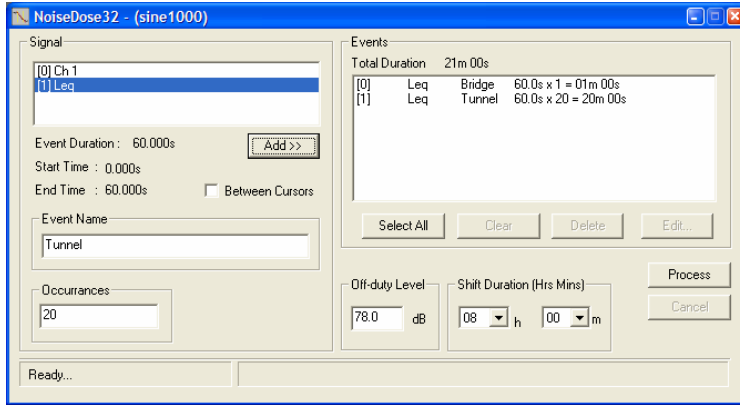 NoiseDose32 - (sine1000)
Signal
[0] Ch 1
[1] Leq
Event Duration : 60.000s
Add >>
Start Time : 0.000s
End Time : 60.000s
Between Cursors
Event Name
Tunnel
Occurrances
20
Events
Total Duration 21m 00s
[0] Leq Bridge 60.0s x 1 = 01m 00s
[1] Leq Tunnel 60.0s x 20 = 20m 00s
Select All Clear Delete Edit...
Off-duty Level
78.0 dB
Shift Duration (Hrs Mins)
08 h 00 m
Process
Cancel
Ready...